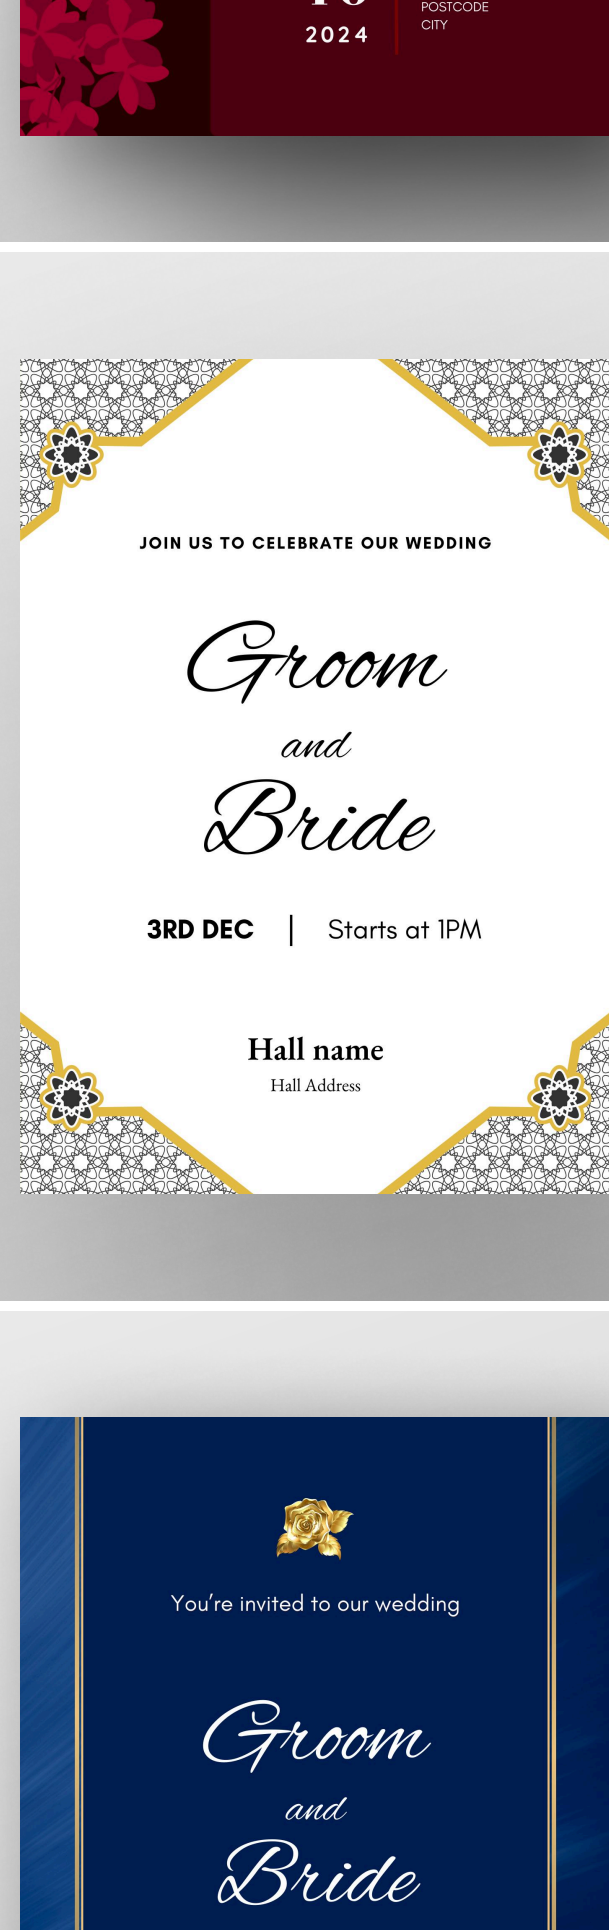 2024
POSTCODE
CITY
JOIN US TO CELEBRATE OUR WEDDING
Groom
and
Bride
3RD DEC | Starts at 1PM
Hall name
Hall Address
You're invited to our wedding
Groom
and
Bride